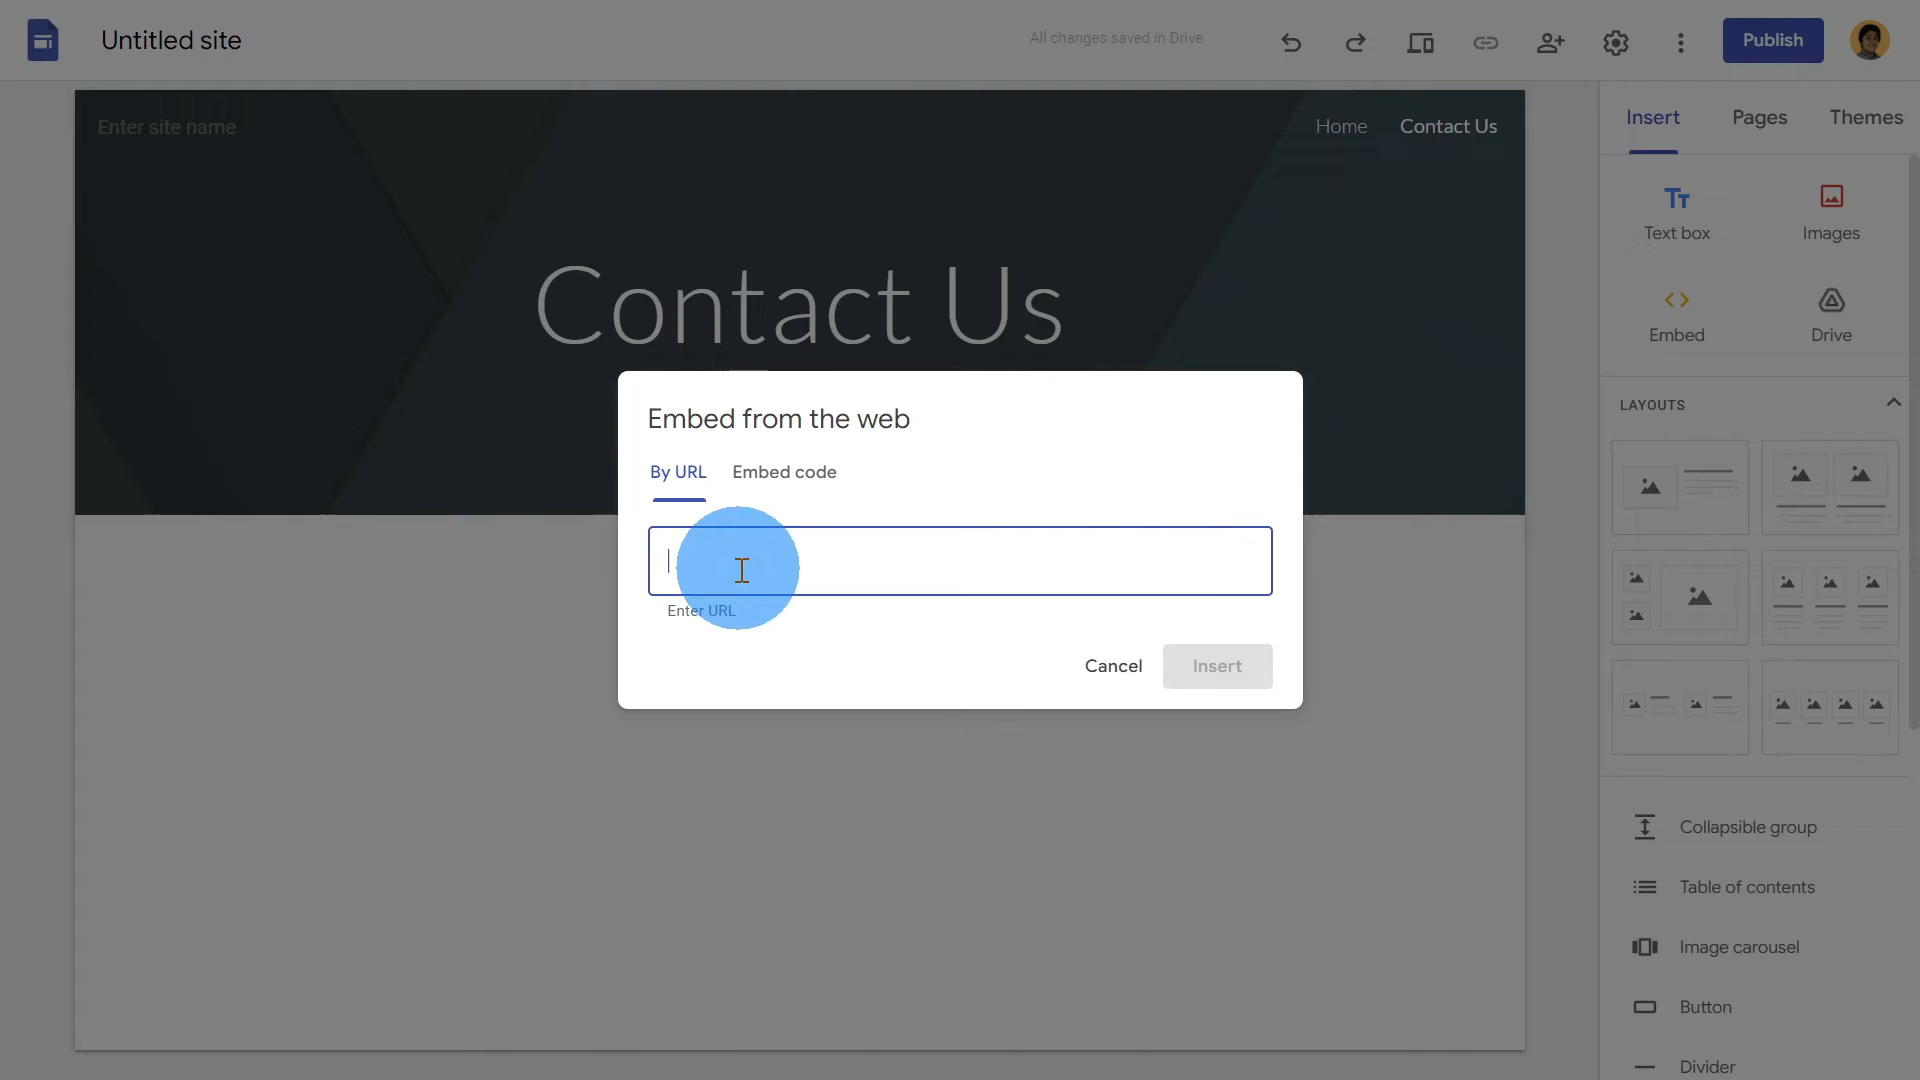 Untitled site
All changes saved in Drive
Publish
Enter site name
Home
Contact Us
Insert
Pages
Themes
Contact Us
Text box
Images
Embed
Drive
Embed from the web
By URL
Embed code
Enter URL
Cancel
Insert
LAYOUTS
Collapsible group
Table of contents
Image carousel
Button
Divider